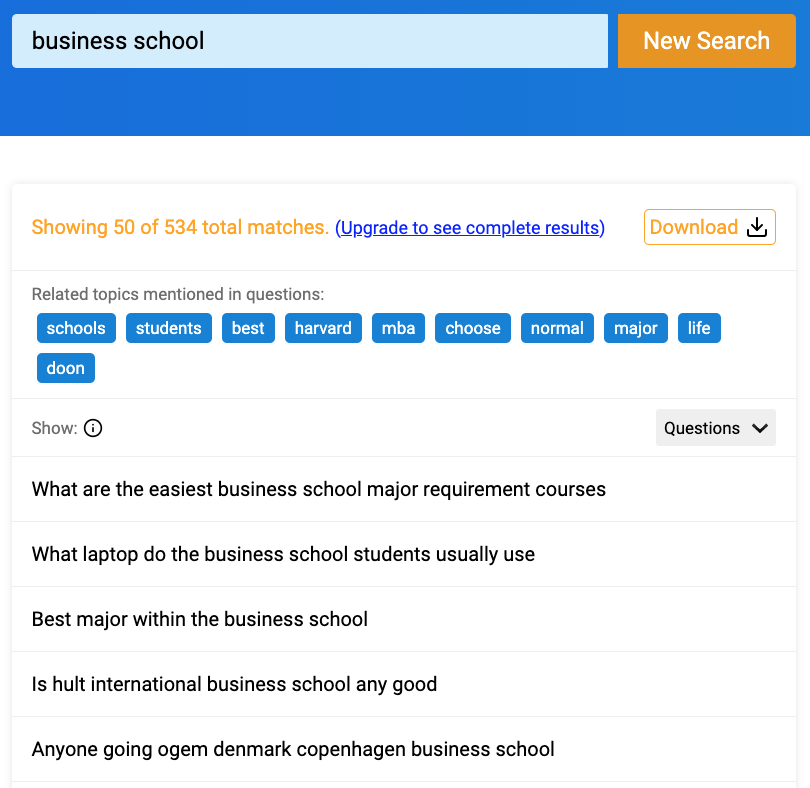 business school New Search
Showing 50 of 534 total matches. (Upgrade to see complete results) Download
Related topics mentioned in questions:
schools students best harvard mba choose normal major life
doon
Show: Questions
What are the easiest business school major requirement courses
What laptop do the business school students usually use
Best major within the business school
Is hult international business school any good
Anyone going ogem denmark copenhagen business school